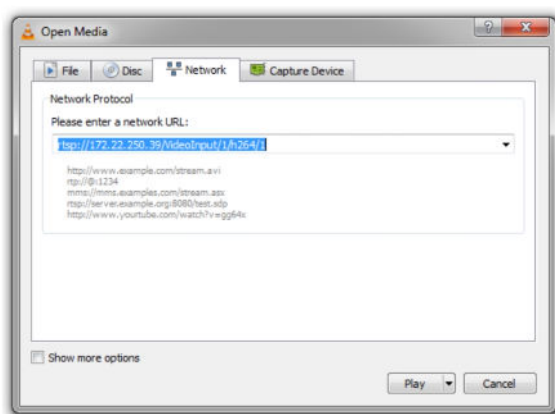 Open Media
File Disc Network Capture Device
Network Protocol
Please enter a network URL:
rtsp://172.22.250.39/VideoInput/1/h264/1
http://www.example.com/stream.avi
rtp://@:1234
mms://mms.examples.com/stream.asx
rtsp://server.example.org:8080/test.sdp
http://www.yourtube.com/watch?v=gg64x
Show more options
Play Cancel